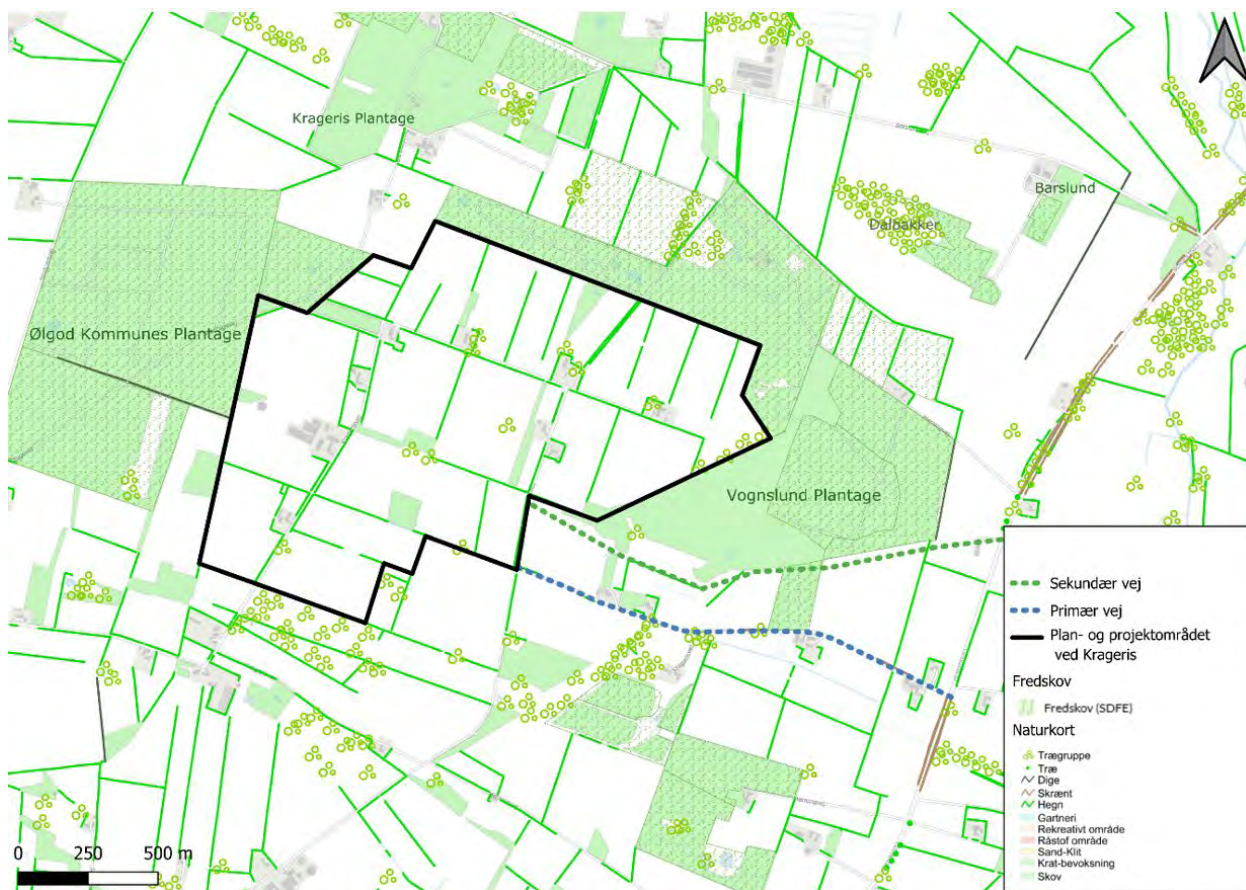 Krageris Plantage
Barslund
Dalbakker
Ølgod Kommunes Plantage
Vognslund Plantage
Sekundær vej
Primær vej
Plan- og projektområdet
ved Krageris
Fredskov
Fredskov (SDFE)
Naturkort
Trægruppe
Træ
Dige
Skrænt
Hegn
Gartneri
Rekreativt område
Råstof område
Sand-Klit
Krat-bevoksning
Skov
0 250 500 m